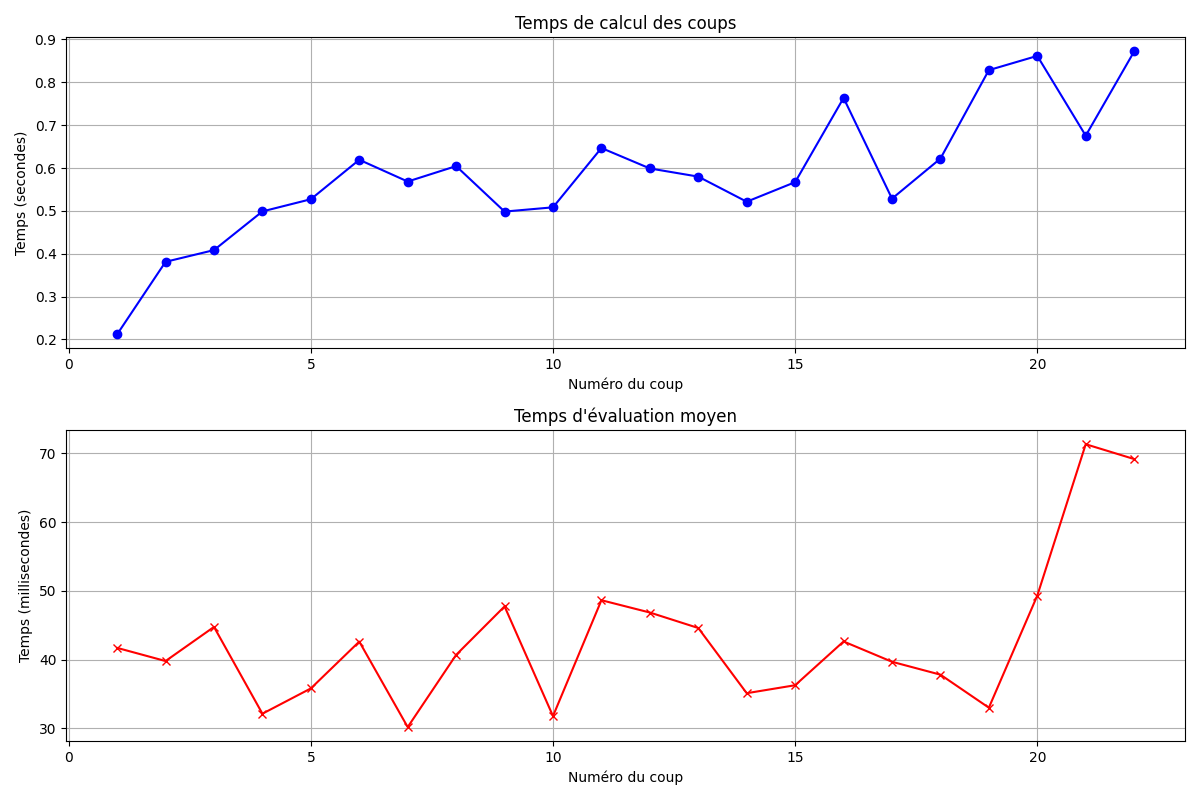 Temps de calcul des coups
0.9
0.8
0.7
0.6
0.5
0.4
0.3
0.2
Temps (secondes)
0 5 10 15 20
Numéro du coup
Temps d'évaluation moyen
70
60
50
40
30
Temps (millisecondes)
0 5 10 15 20
Numéro du coup